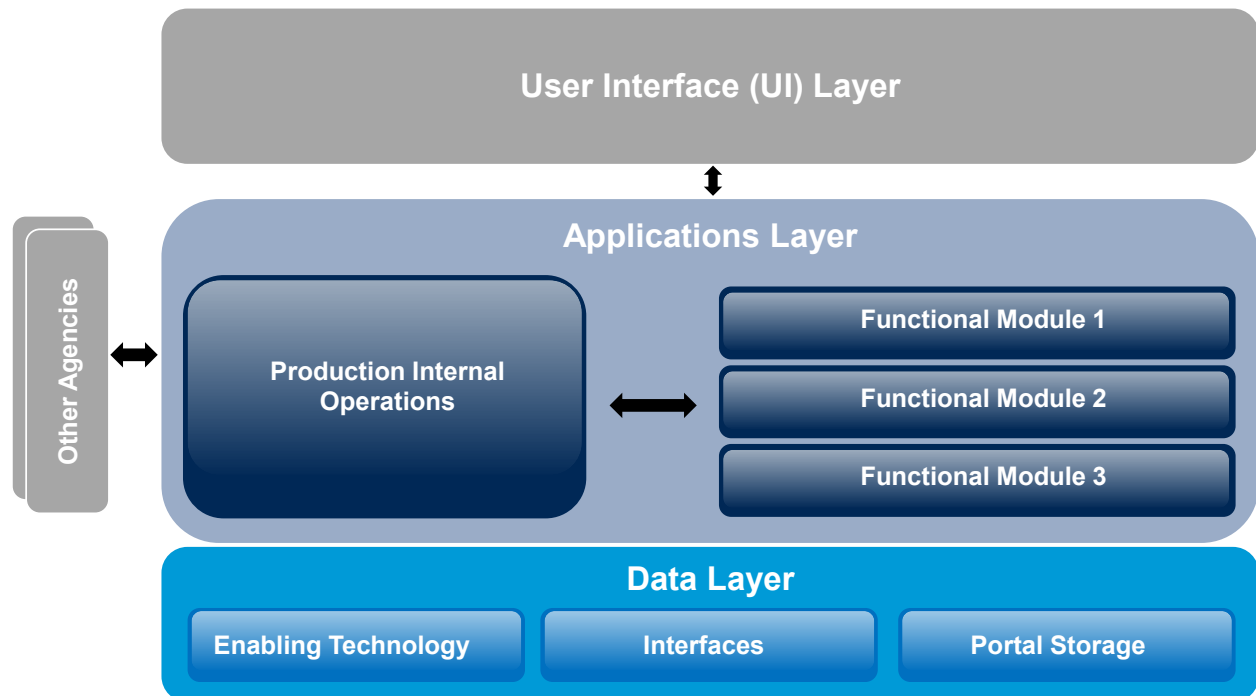 User Interface (UI) Layer
Applications Layer
Other Agencies
Production Internal
Operations
Functional Module 1
Functional Module 2
Functional Module 3
Data Layer
Enabling Technology
Interfaces
Portal Storage